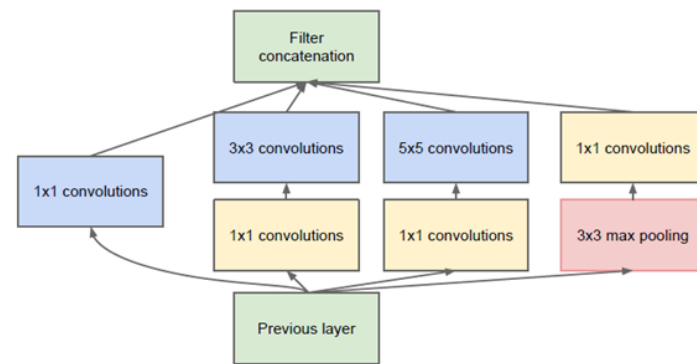 Filter
concatenation
3x3 convolutions
5x5 convolutions
1x1 convolutions
1x1 convolutions
1x1 convolutions
1x1 convolutions
3x3 max pooling
Previous layer